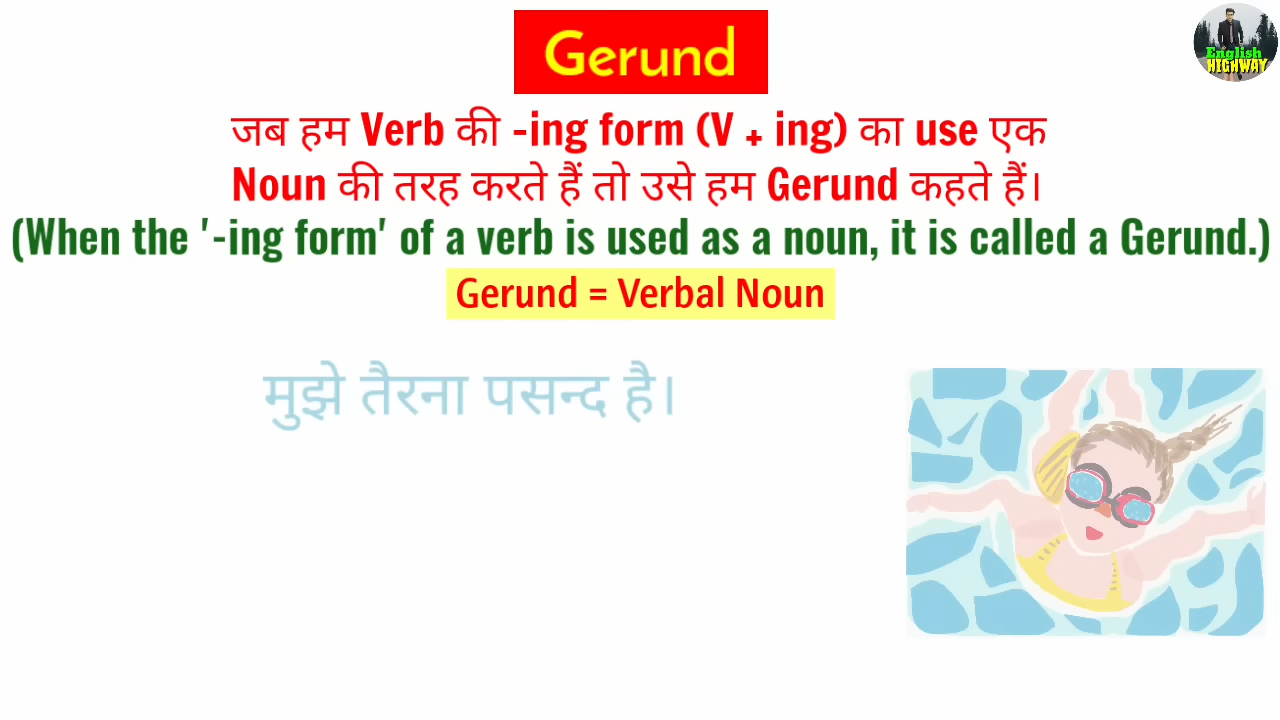 Gerund
English
HIGHWAY
जब हम Verb की -ing form (V + ing) का use एक
Noun की तरह करते हैं तो उसे हम Gerund कहते हैं।
(When the '-ing form' of a verb is used as a noun, it is called a Gerund.)
Gerund = Verbal Noun
मुझे तैरना पसन्द है।